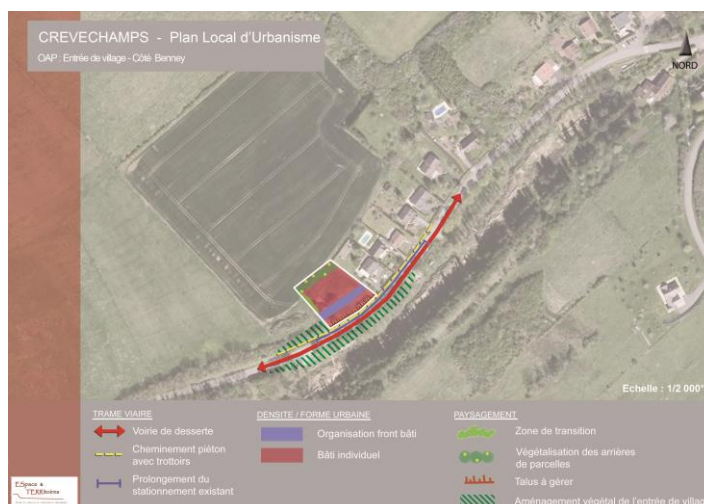 CREVECHAMPS - Plan Local d'Urbanisme
OAP : Entrée de village - Côté Benney
NORD
Echelle : 1/2 000°
TRAME VIAIRE
Voirie de desserte
Cheminement piéton
avec trottoirs
Prolongement du
stationnement existant
DENSITE / FORME URBAINE
Organisation front bâti
Bâti individuel
PAYSAGEMENT
Zone de transition
Végétalisation des arrières
de parcelles
Talus à gérer
Aménagement végétal de l'entrée de villag
ESpace &
TERRitoires